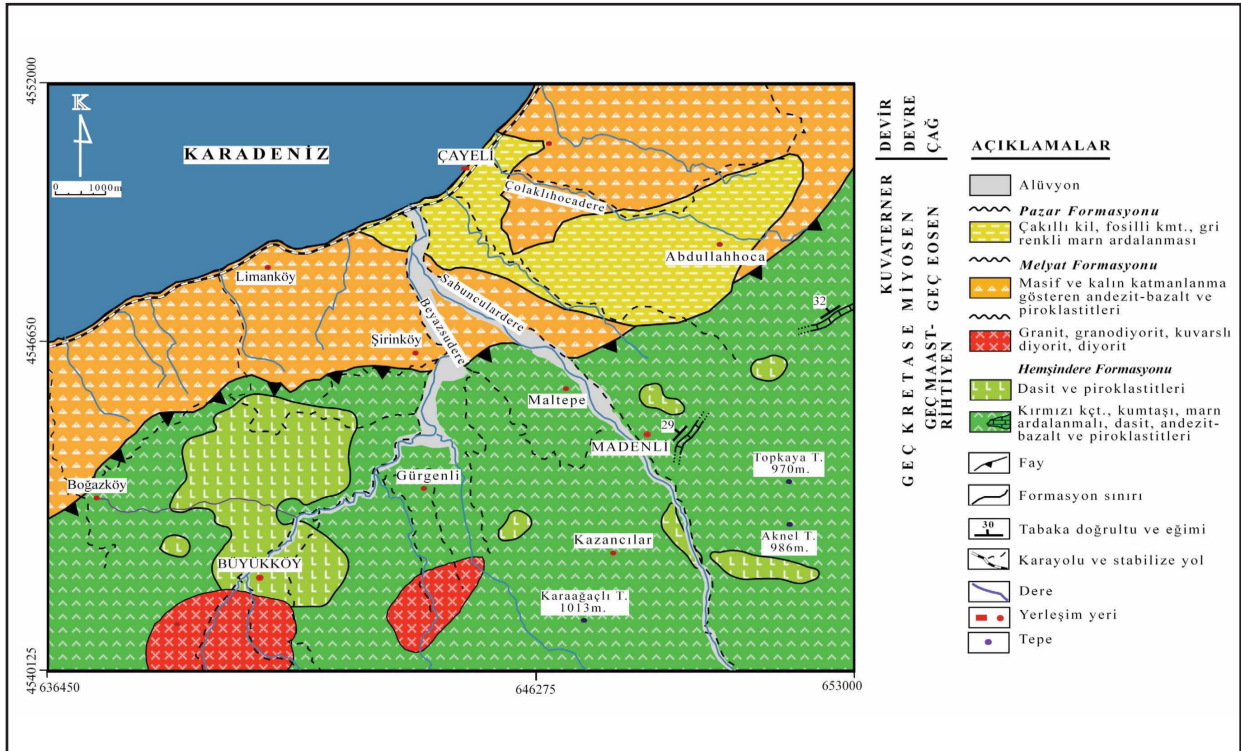 4552000
4546650
4540125
636450
646275
653000
K
0 1000m
KARADENİZ
ÇAYELİ
Çolaklıhocadere
Abdullahhoca
Limanköy
Sabuncular dere
Beyazsudere
Şirinköy
32
Maltepe
29
MADENLİ
Topkaya T.
970m.
Boğazköy
Gürgenli
Aknel T.
986m.
Kazancılar
BÜYÜKKÖY
Karaağaçlı T.
1013m.
DEVİR
DEVRE
ÇAĞ
KUVATERNER
MİYOSEN
GEÇ EOSEN
GEÇ KRETASE
GEÇMAAST-
RİHTİYEN
AÇIKLAMALAR
Alüvyon
Pazar Formasyonu
Çakıllı kil, fosilli kmt., gri
renkli marn ardalanması
Melyat Formasyonu
Masif ve kalın katmanlanma
gösteren andezit-bazalt ve
piroklastitleri
Granit, granodiyorit, kuvarslı
diyorit, diyorit
Hemşindere Formasyonu
Dasit ve piroklastitleri
Kırmızı kçt., kumtaşı, marn
ardalanmalı, dasit, andezit-
bazalt ve piroklastitleri
Fay
Formasyon sınırı
30
Tabaka doğrultu ve eğimi
Karayolu ve stabilize yol
Dere
Yerleşim yeri
Tepe